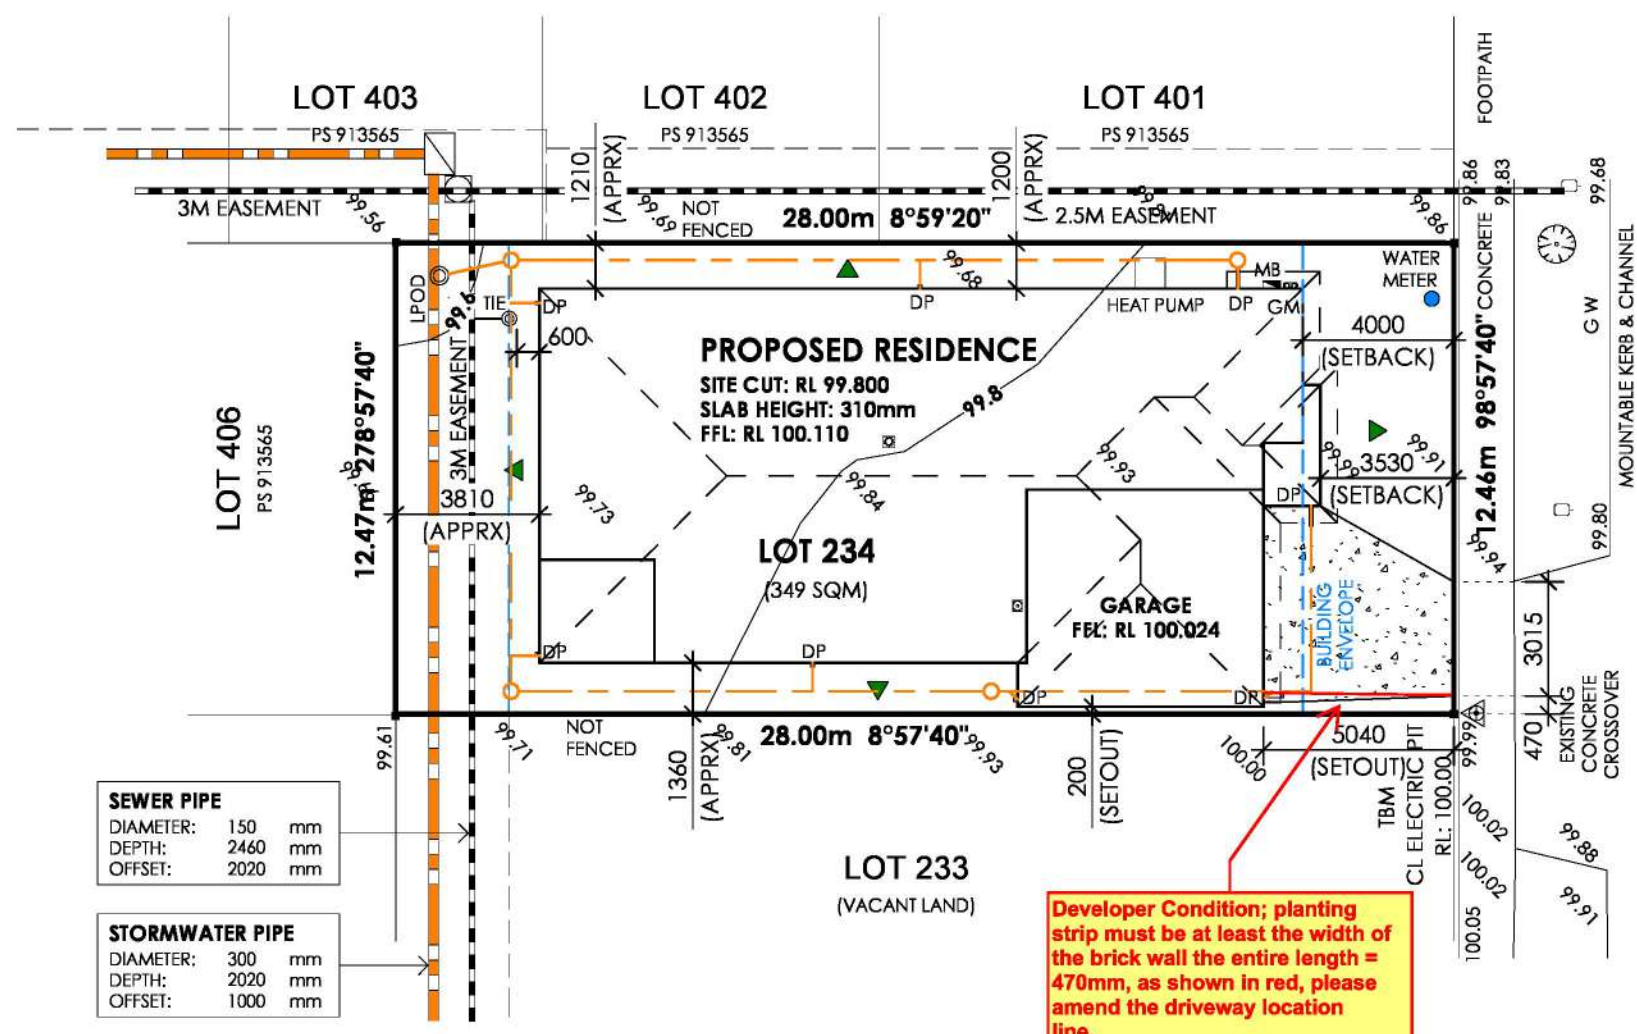 LOT 403
PS 913565
LOT 402
PS 913565
LOT 401
PS 913565
FOOTPATH
3M EASEMENT
99.56
1210
(APPRX)
99.69
NOT
FENCED
28.00m 8°59'20"
1200
(APPRX)
2.5M EASEMENT
99.86
99.86
99.83
99.68
CONCRETE
LPOD
99.6
TIE
DP
600
3M EASEMENT
99.68
DP
HEAT PUMP
MB
DP
GM
WATER
METER
4000
(SETBACK)
G W
MOUNTABLE KERB & CHANNEL
PROPOSED RESIDENCE
SITE CUT: RL 99.800
SLAB HEIGHT: 310mm
FFL: RL 100.110
99.8
LOT 406
PS 913565
12.47m 278°57'40"
3810
(APPRX)
99.73
99.84
99.93
99.99
99.91
3530
(SETBACK)
DP
12.46m 98°57'40"
99.94
99.80
LOT 234
(349 SQM)
GARAGE
FFL: RL 100.024
BUILDING
ENVELOPE
3015
DP
DP
DP
DP
470
EXISTING
CONCRETE
CROSSOVER
99.61
99.71
NOT
FENCED
1360
(APPRX)
99.81
28.00m 8°57'40"
99.93
200
(SETOUT)
100.00
5040
(SETOUT)
TBM
CL ELECTRIC PIT
RL: 100.00
99.99
100.02
100.02
100.05
99.88
99.91
SEWER PIPE
DIAMETER: 150 mm
DEPTH: 2460 mm
OFFSET: 2020 mm
STORMWATER PIPE
DIAMETER: 300 mm
DEPTH: 2020 mm
OFFSET: 1000 mm
LOT 233
(VACANT LAND)
Developer Condition; planting
strip must be at least the width of
the brick wall the entire length =
470mm, as shown in red, please
amend the driveway location
line